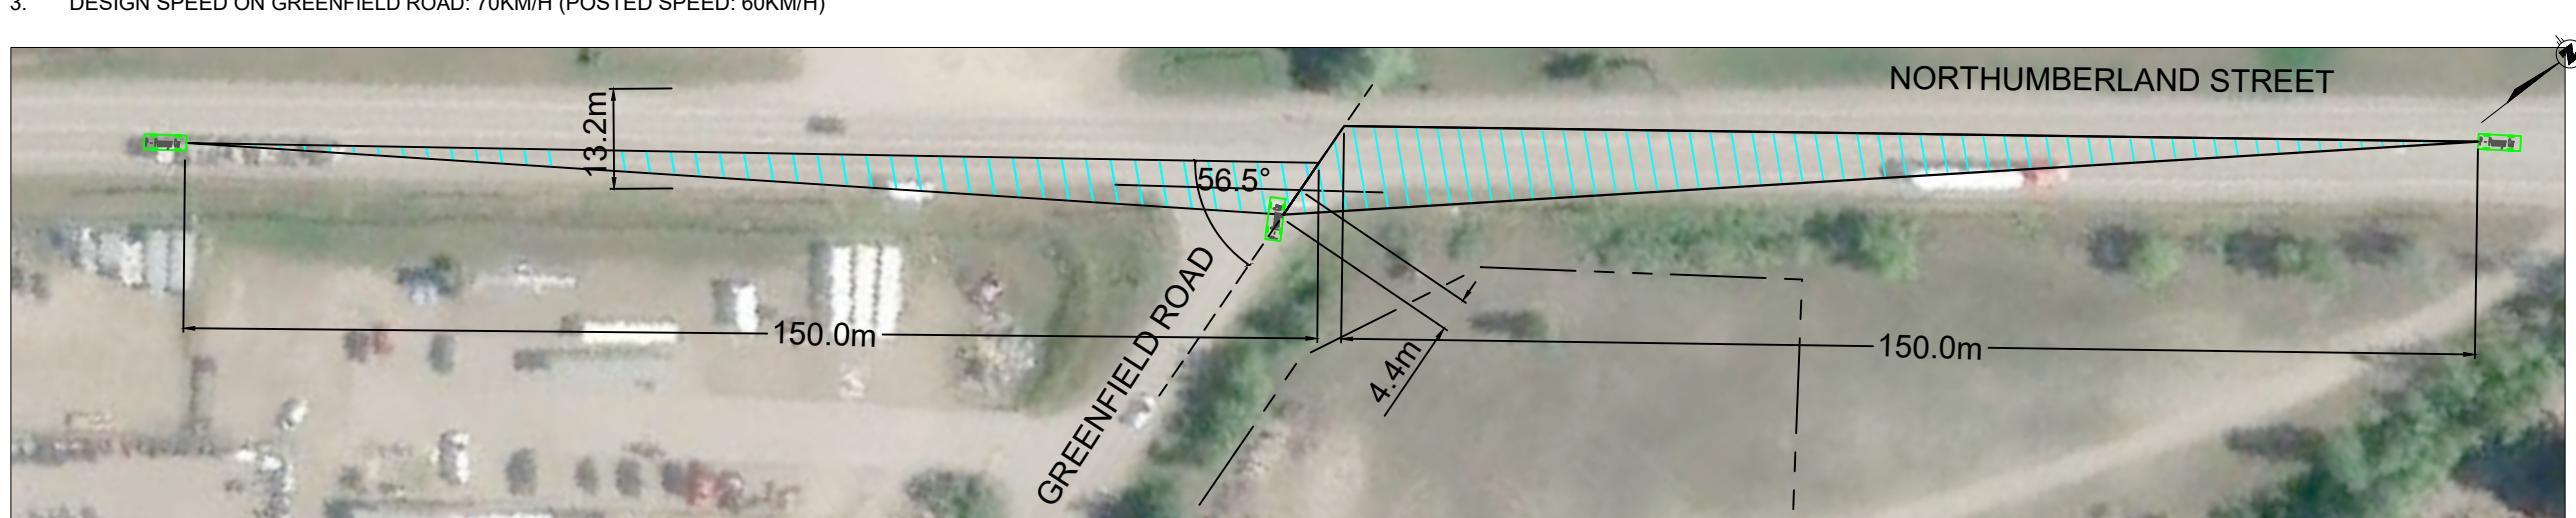 3. DESIGN SPEED ON GREENFIELD ROAD: 70KM/H (POSTED SPEED: 60KM/H)
NORTHUMBERLAND STREET
13.2m
56.5°
GREENFIELD ROAD
150.0m
4.4m
150.0m